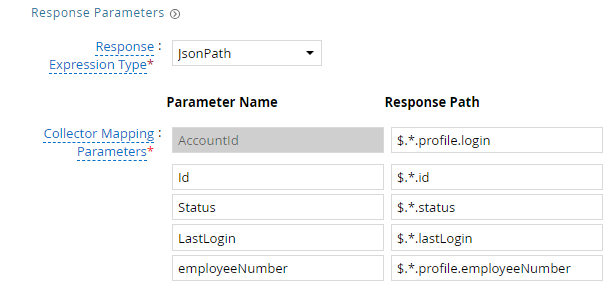 Response Parameters
Response :
Expression Type*
JsonPath
Parameter Name Response Path
Collector Mapping :
Parameters*
AccountId $.*.profile.login
Id $.*.id
Status $.*.status
LastLogin $.*.lastLogin
employeeNumber $.*.profile.employeeNumber